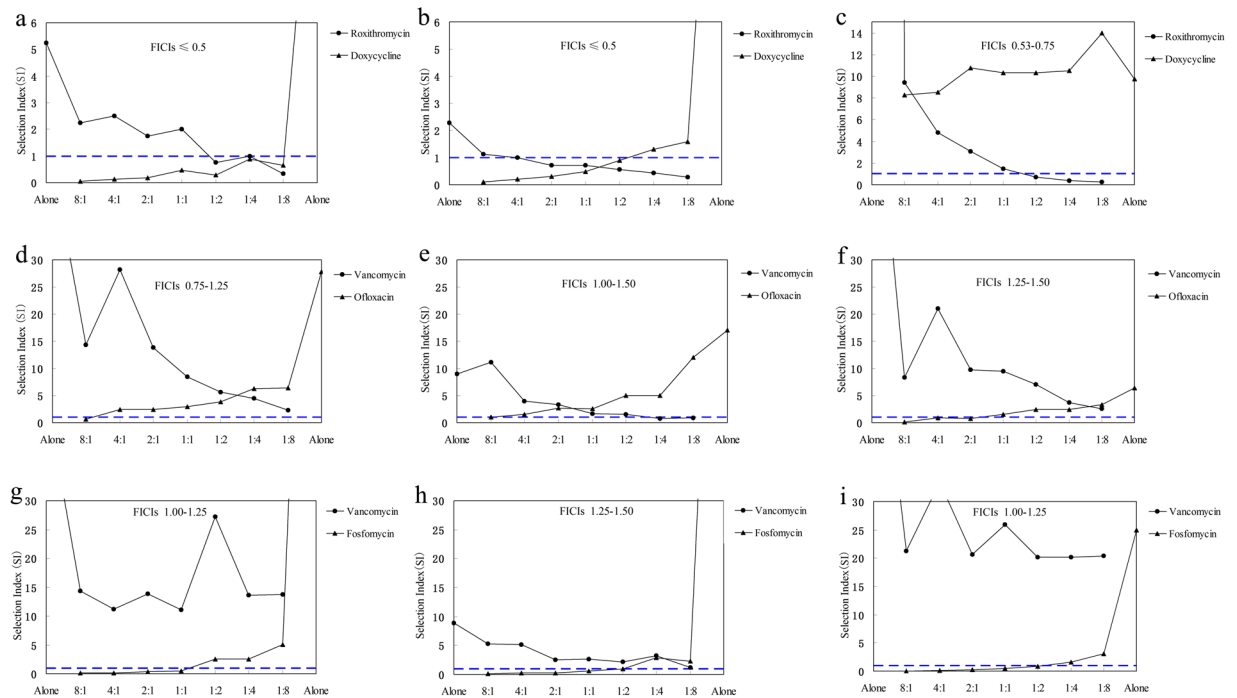 a
FICIs ≤ 0.5
Roxithromycin
Doxycycline
Selection Index(SI)
6
5
4
3
2
1
0
Alone 8:1 4:1 2:1 1:1 1:2 1:4 1:8 Alone
b
FICIs ≤ 0.5
Roxithromycin
Doxycycline
Selection Index(SI)
6
5
4
3
2
1
0
Alone 8:1 4:1 2:1 1:1 1:2 1:4 1:8 Alone
c
FICIs 0.53-0.75
Roxithromycin
Doxycycline
Selection Index(SI)
14
12
10
8
6
4
2
0
Alone 8:1 4:1 2:1 1:1 1:2 1:4 1:8 Alone
d
FICIs 0.75-1.25
Vancomycin
Ofloxacin
Selection Index(SI)
30
25
20
15
10
5
0
Alone 8:1 4:1 2:1 1:1 1:2 1:4 1:8 Alone
e
FICIs 1.00-1.50
Vancomycin
Ofloxacin
Selection Index(SI)
30
25
20
15
10
5
0
Alone 8:1 4:1 2:1 1:1 1:2 1:4 1:8 Alone
f
FICIs 1.25-1.50
Vancomycin
Ofloxacin
Selection Index(SI)
30
25
20
15
10
5
0
Alone 8:1 4:1 2:1 1:1 1:2 1:4 1:8 Alone
g
FICIs 1.00-1.25
Vancomycin
Fosfomycin
Selection Index(SI)
30
25
20
15
10
5
0
Alone 8:1 4:1 2:1 1:1 1:2 1:4 1:8 Alone
h
FICIs 1.25-1.50
Vancomycin
Fosfomycin
Selection Index(SI)
30
25
20
15
10
5
0
Alone 8:1 4:1 2:1 1:1 1:2 1:4 1:8 Alone
i
FICIs 1.00-1.25
Vancomycin
Fosfomycin
Selection Index(SI)
30
25
20
15
10
5
0
Alone 8:1 4:1 2:1 1:1 1:2 1:4 1:8 Alone